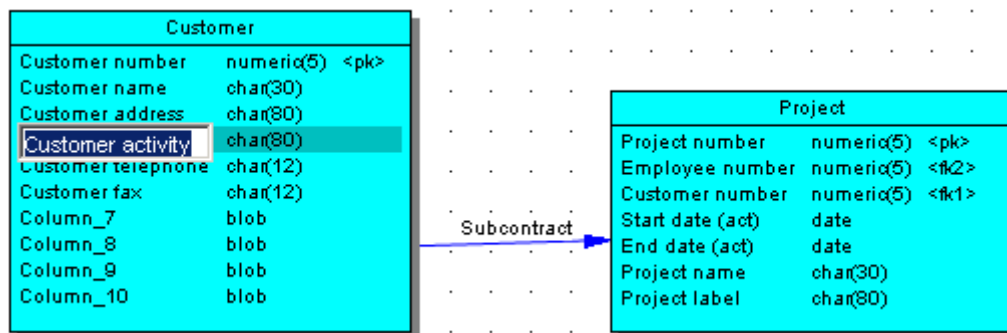 Customer
Customer number numeric(5) <pk>
Customer name char(30)
Customer address char(80)
Customer activity char(80)
Customer telephone char(12)
Customer fax char(12)
Column_7 blob
Column_8 blob
Column_9 blob
Column_10 blob
Subcontract
Project
Project number numeric(5) <pk>
Employee number numeric(5) <fk2>
Customer number numeric(5) <fk1>
Start date (act) date
End date (act) date
Project name char(30)
Project label char(80)